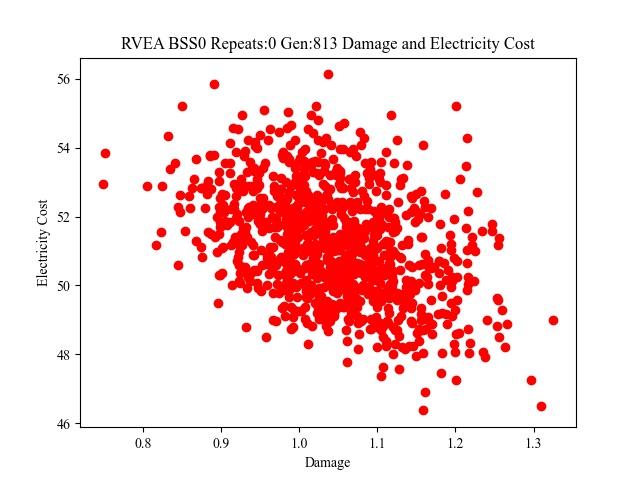 RVEA BSS0 Repeats:0 Gen:813 Damage and Electricity Cost
56
54
52
50
48
46
Electricity Cost
0.8 0.9 1.0 1.1 1.2 1.3
Damage